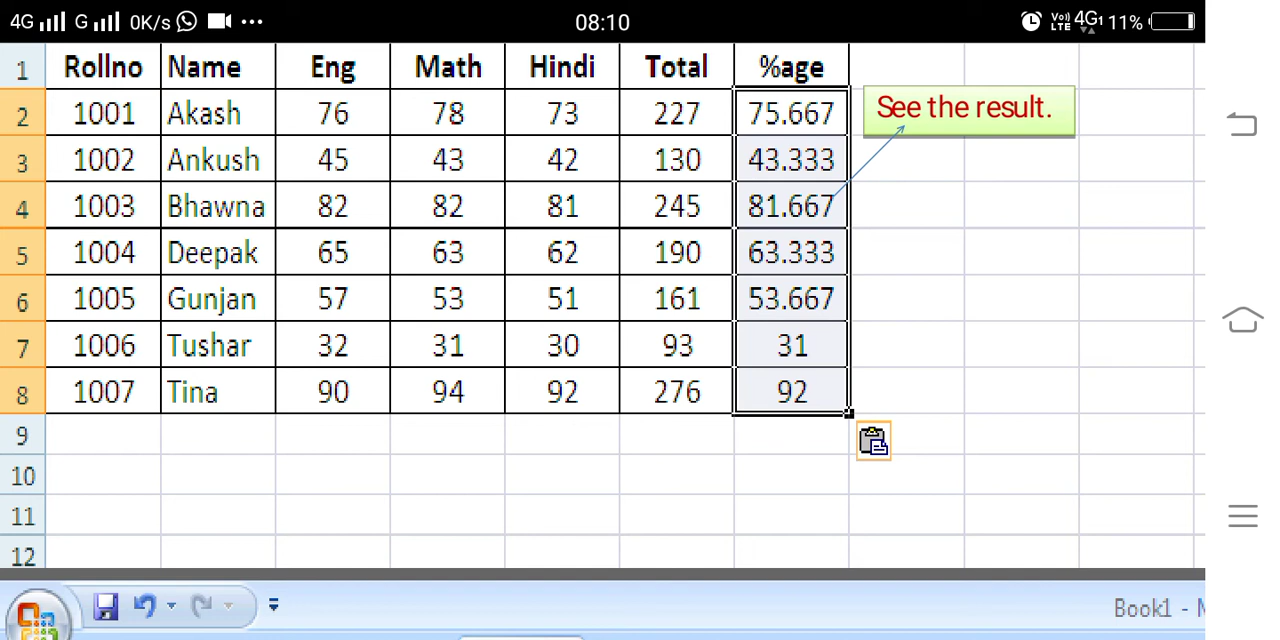 4G G 0K/s 08:10 Vo) LTE 4G 11%
1 Rollno Name Eng Math Hindi Total %age
2 1001 Akash 76 78 73 227 75.667 See the result.
3 1002 Ankush 45 43 42 130 43.333
4 1003 Bhawna 82 82 81 245 81.667
5 1004 Deepak 65 63 62 190 63.333
6 1005 Gunjan 57 53 51 161 53.667
7 1006 Tushar 32 31 30 93 31
8 1007 Tina 90 94 92 276 92
9
10
11
12
Book1 -